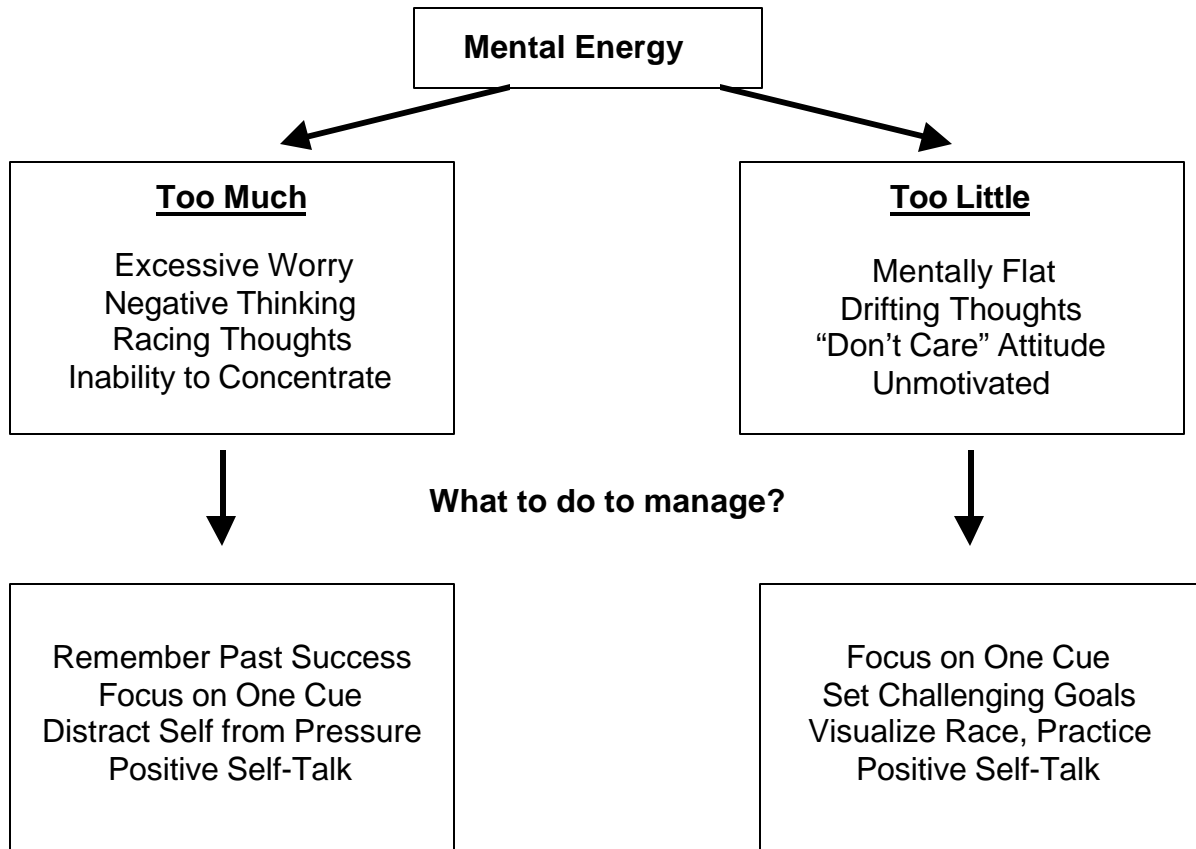 Mental Energy
Too Much
Excessive Worry
Negative Thinking
Racing Thoughts
Inability to Concentrate
Too Little
Mentally Flat
Drifting Thoughts
“Don’t Care” Attitude
Unmotivated
What to do to manage?
Remember Past Success
Focus on One Cue
Distract Self from Pressure
Positive Self-Talk
Focus on One Cue
Set Challenging Goals
Visualize Race, Practice
Positive Self-Talk